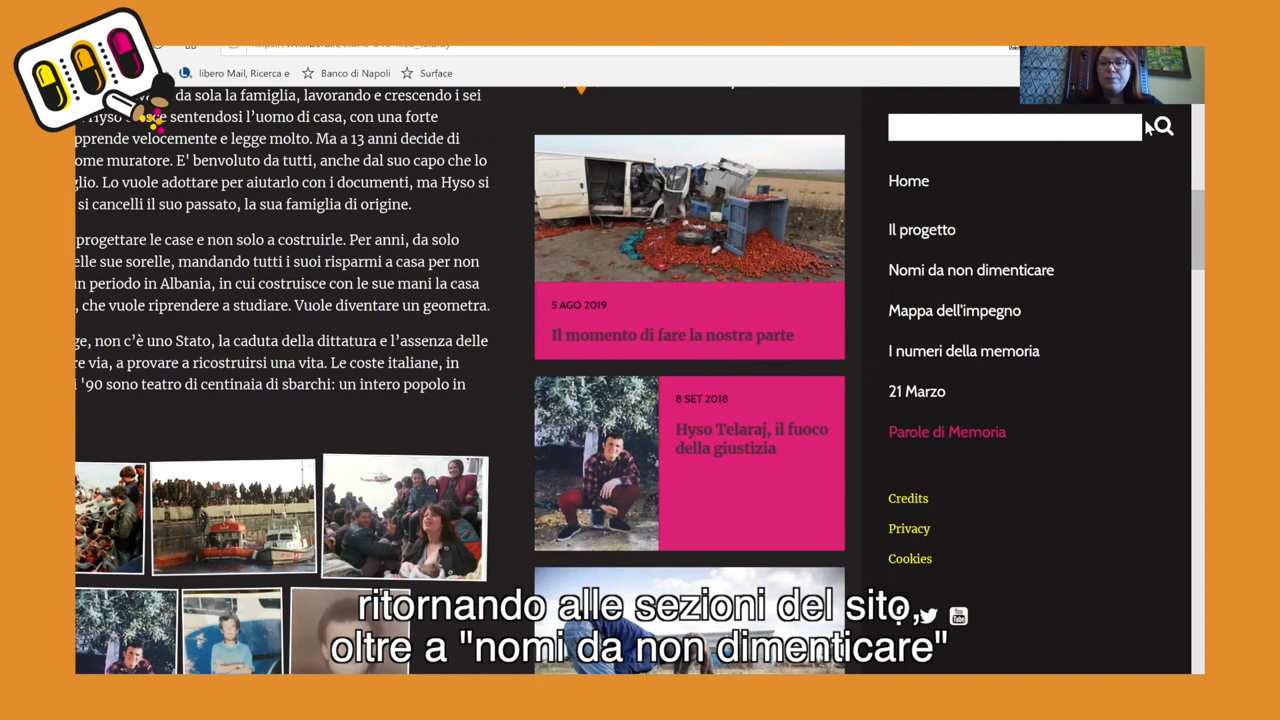 libero Mail, Ricerca e
Banco di Napoli
Surface
da sola la famiglia, lavorando e crescendo i sei
Hyso cresce sentendosi l'uomo di casa, con una forte
pprende velocemente e legge molto. Ma a 13 anni decide di
ome muratore. E' benvoluto da tutti, anche dal suo capo che lo
glio. Lo vuole adottare per aiutarlo con i documenti, ma Hyso si
si cancelli il suo passato, la sua famiglia di origine.
progettare le case e non solo a costruirle. Per anni, da solo
elle sue sorelle, mandando tutti i suoi risparmi a casa per non
un periodo in Albania, in cui costruisce con le sue mani la casa
, che vuole riprendere a studiare. Vuole diventare un geometra.
ge, non c'è uno Stato, la caduta della dittatura e l'assenza delle
re via, a provare a ricostruirsi una vita. Le coste italiane, in
i '90 sono teatro di centinaia di sbarchi: un intero popolo in
5 AGO 2019
Il momento di fare la nostra parte
8 SET 2018
Hyso Telaraj, il fuoco
della giustizia
Home
Il progetto
Nomi da non dimenticare
Mappa dell'impegno
I numeri della memoria
21 Marzo
Parole di Memoria
Credits
Privacy
Cookies
You
Tube
ritornando alle sezioni del sito,
oltre a "nomi da non dimenticare"